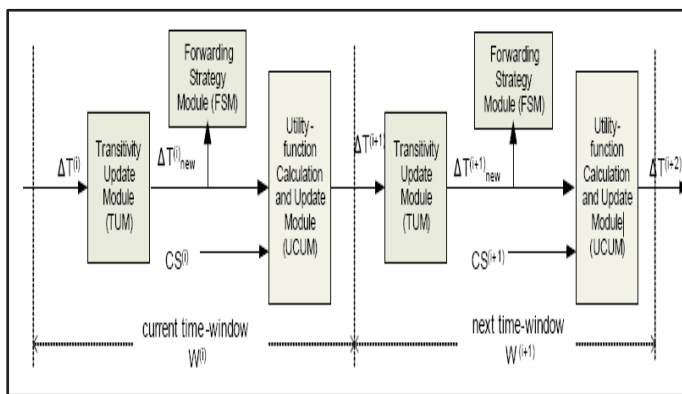 Forwarding
Strategy
Module (FSM)
ΔT(i)
Transitivity
Update
Module
(TUM)
ΔT(i)new
CS(i)
Utility-
function
Calculation
and Update
Module
(UCUM)
ΔT(i+1)
current time-window
W(i)
Forwarding
Strategy
Module (FSM)
Transitivity
Update
Module
(TUM)
ΔT(i+1)new
CS(i+1)
Utility-
function
Calculation
and Update
Module
(UCUM)
ΔT(i+2)
next time-window
W(i+1)